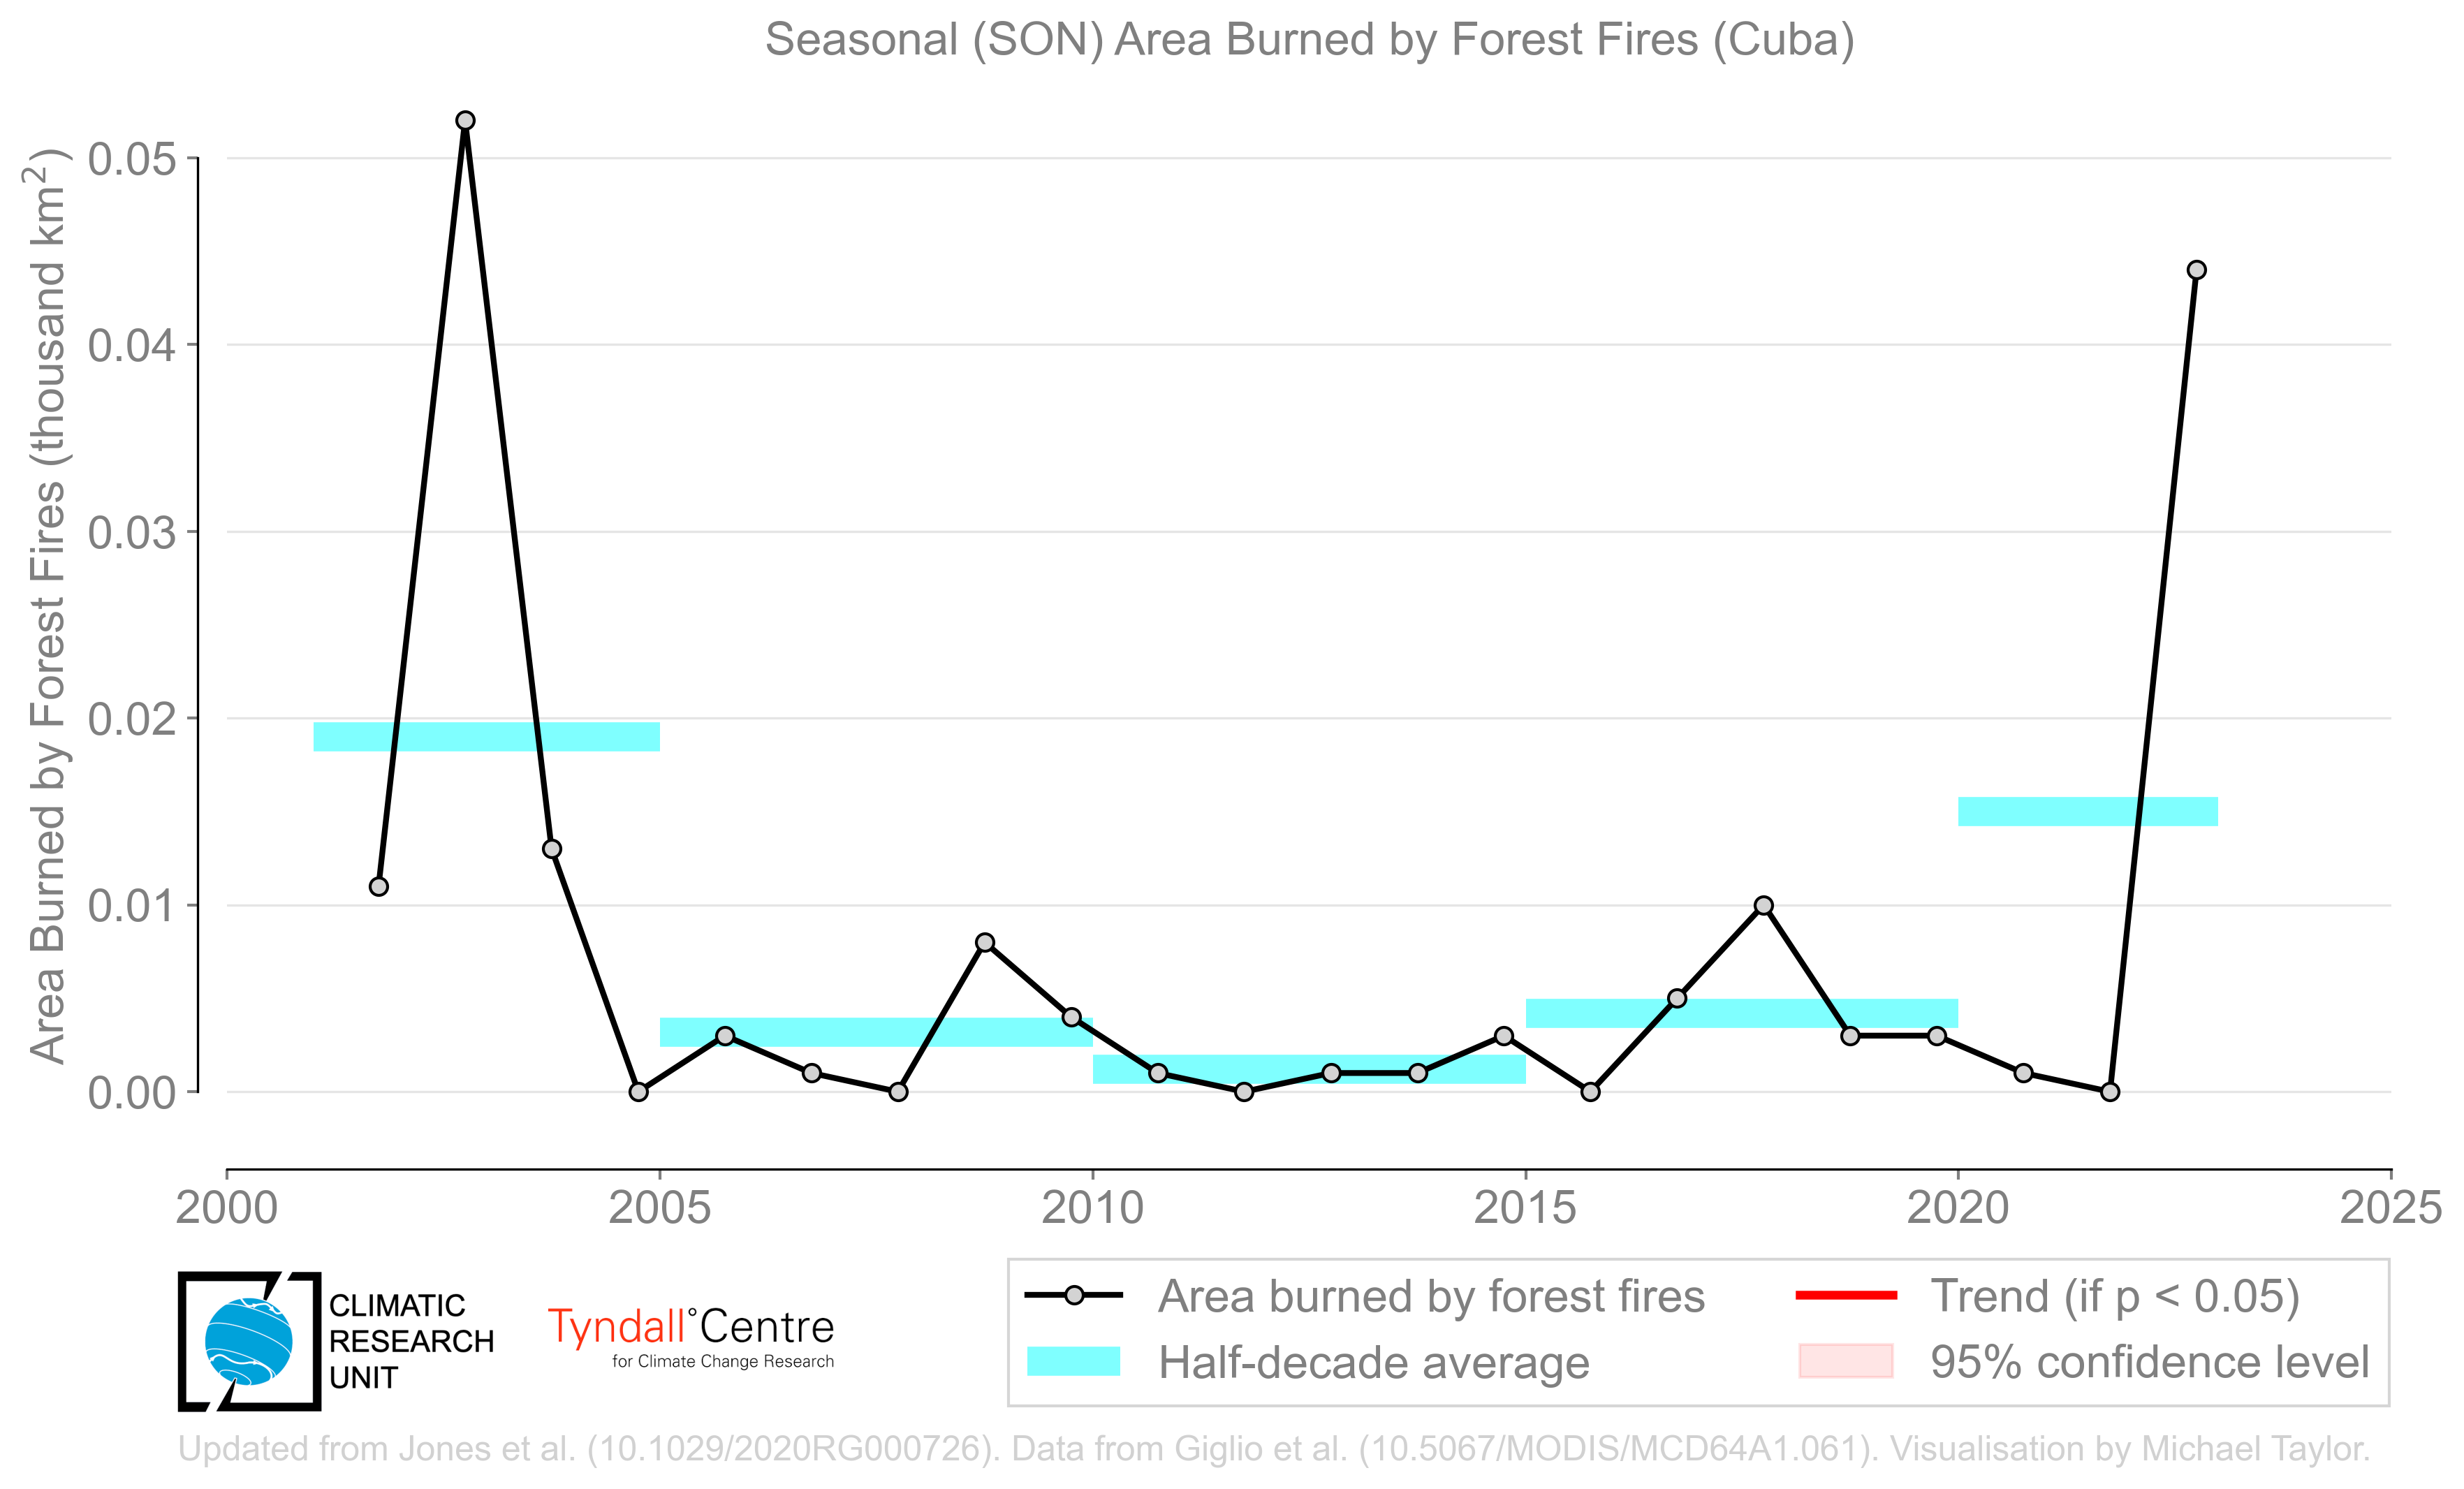 Seasonal (SON) Area Burned by Forest Fires (Cuba)
Area Burned by Forest Fires (thousand km²)
0.05
0.04
0.03
0.02
0.01
0.00
2000 2005 2010 2015 2020 2025
CLIMATIC
RESEARCH
UNIT
Tyndall°Centre
for Climate Change Research
Area burned by forest fires
Half-decade average
Trend (if p < 0.05)
95% confidence level
Updated from Jones et al. (10.1029/2020RG000726). Data from Giglio et al. (10.5067/MODIS/MCD64A1.061). Visualisation by Michael Taylor.